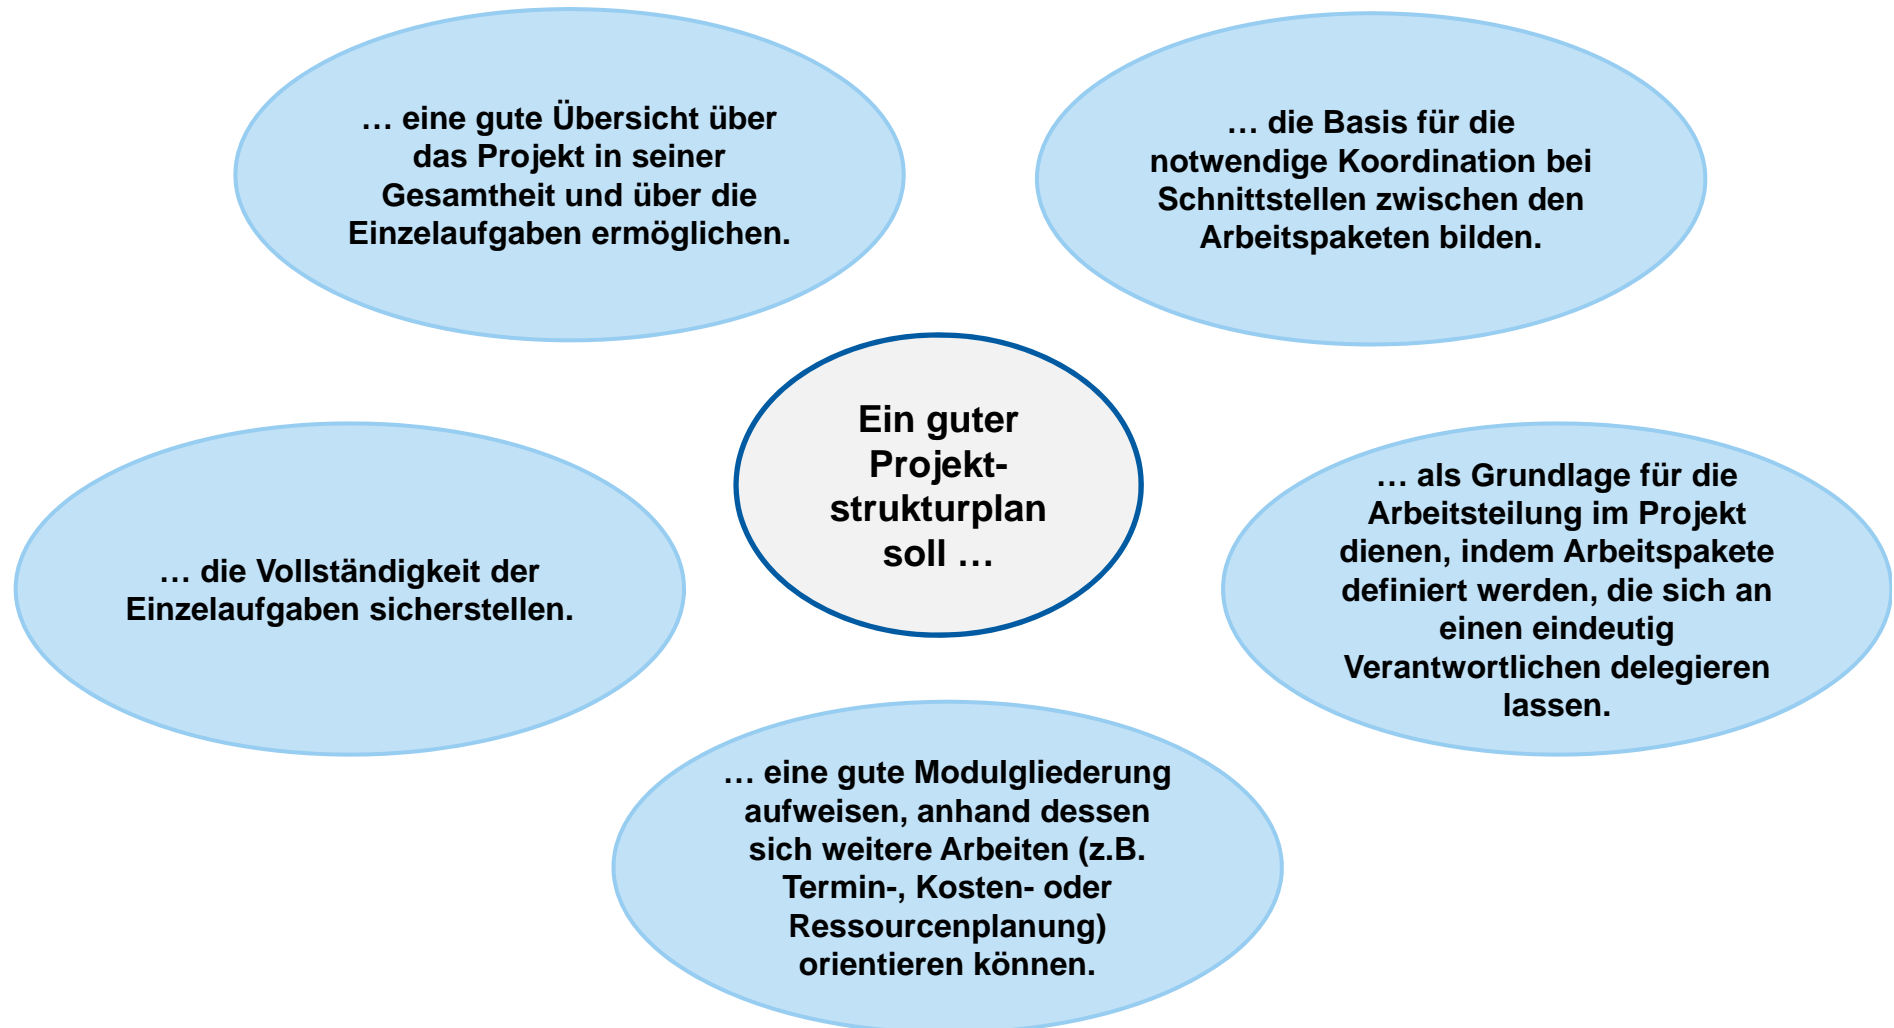 … eine gute Übersicht über
das Projekt in seiner
Gesamtheit und über die
Einzelaufgaben ermöglichen.
… die Basis für die
notwendige Koordination bei
Schnittstellen zwischen den
Arbeitspaketen bilden.
Ein guter
Projekt-
strukturplan
soll …
… die Vollständigkeit der
Einzelaufgaben sicherstellen.
… als Grundlage für die
Arbeitsteilung im Projekt
dienen, indem Arbeitspakete
definiert werden, die sich an
einen eindeutig
Verantwortlichen delegieren
lassen.
… eine gute Modulgliederung
aufweisen, anhand dessen
sich weitere Arbeiten (z.B.
Termin-, Kosten- oder
Ressourcenplanung)
orientieren können.